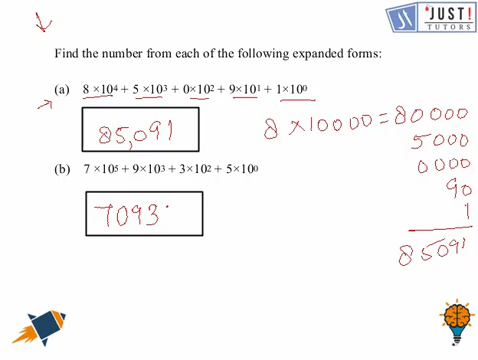 'JUST!
TUTORS
Find the number from each of the following expanded forms:
(a) 8 ×10⁴ + 5 ×10³ + 0×10² + 9×10¹ + 1×10⁰
85,091
8 × 10000 = 80000
5000
0000
90
1
85091
(b) 7 ×10⁵ + 9×10³ + 3×10² + 5×10⁰
7093